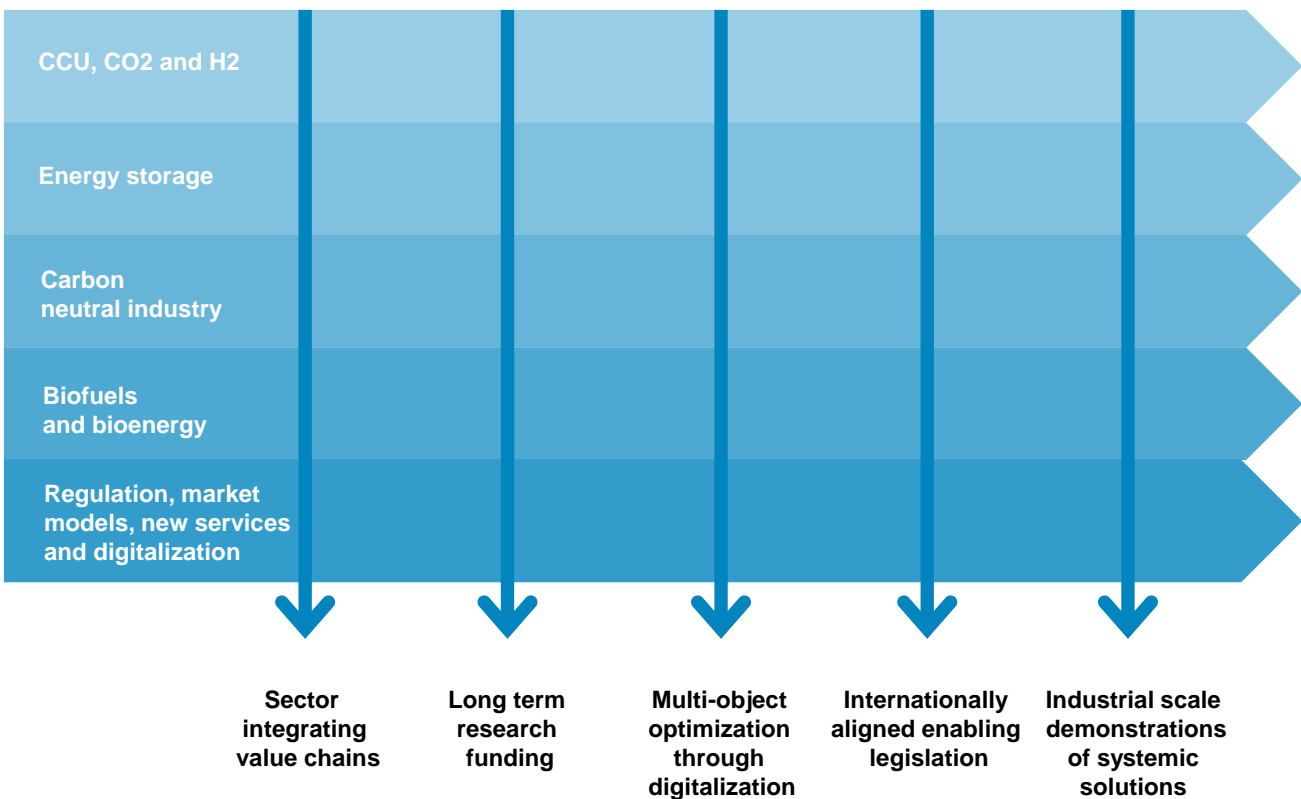 CCU, CO2 and H2
Energy storage
Carbon
neutral industry
Biofuels
and bioenergy
Regulation, market
models, new services
and digitalization
Sector
integrating
value chains
Long term
research
funding
Multi-object
optimization
through
digitalization
Internationally
aligned enabling
legislation
Industrial scale
demonstrations
of systemic
solutions